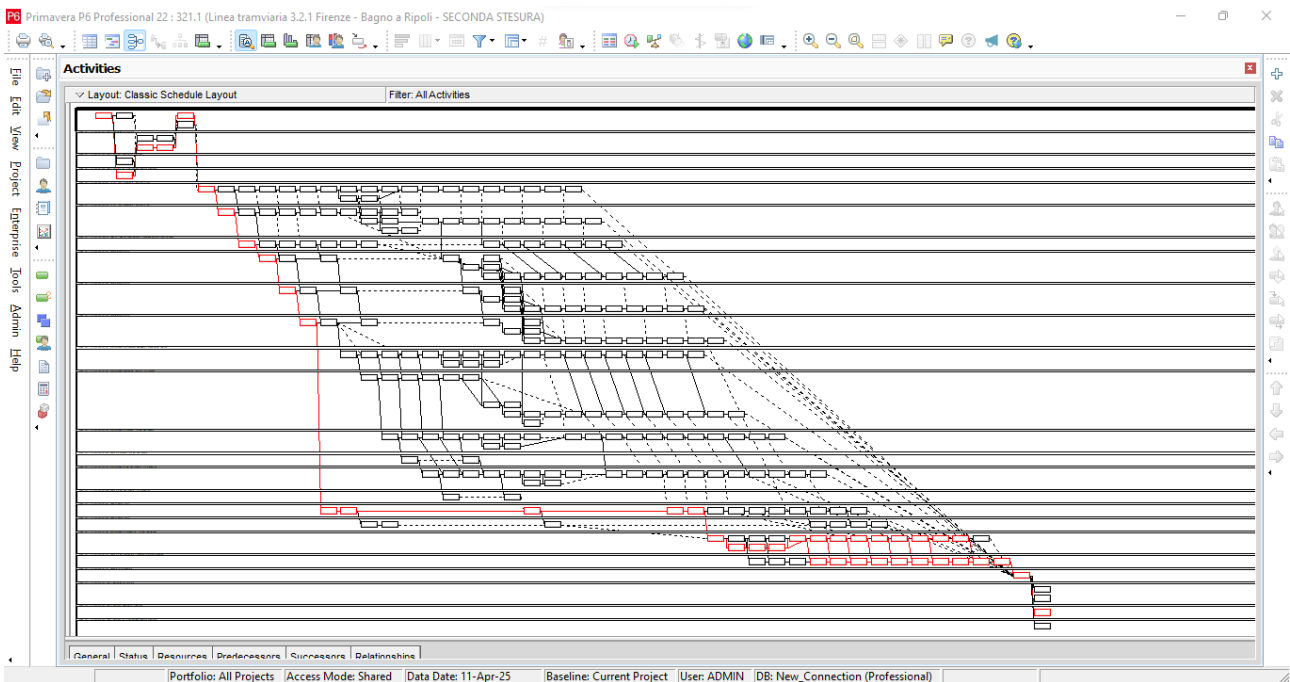 P6 Primavera P6 Professional 22 : 321.1 (Linea tramviaria 3.2.1 Firenze - Bagno a Ripoli - SECONDA STESURA)
File
Edit
View
Project
Enterprise
Tools
Admin
Help
Activities
Layout: Classic Schedule Layout
Filter: All Activities
General Status Resources Predecessors Successors Relationships
Portfolio: All Projects Access Mode: Shared Data Date: 11-Apr-25 Baseline: Current Project User: ADMIN DB: New_Connection (Professional)